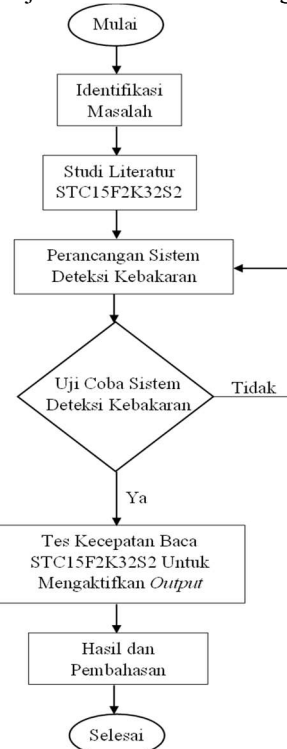 Mulai
Identifikasi
Masalah
Studi Literatur
STC15F2K32S2
Perancangan Sistem
Deteksi Kebakaran
Uji Coba Sistem
Deteksi Kebakaran
Tidak
Ya
Tes Kecepatan Baca
STC15F2K32S2 Untuk
Mengaktifkan Output
Hasil dan
Pembahasan
Selesai